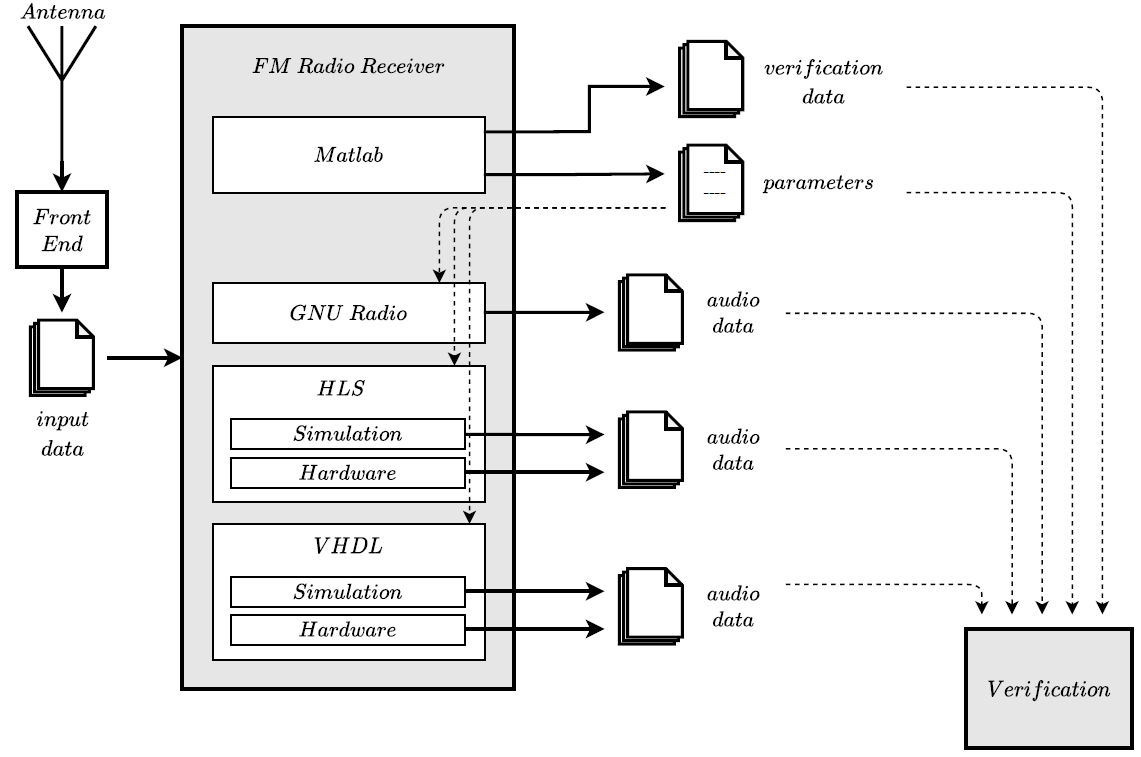 Antenna
Front
End
input
data
FM Radio Receiver
Matlab
GNU Radio
HLS
Simulation
Hardware
VHDL
Simulation
Hardware
verification
data
parameters
audio
data
audio
data
audio
data
Verification